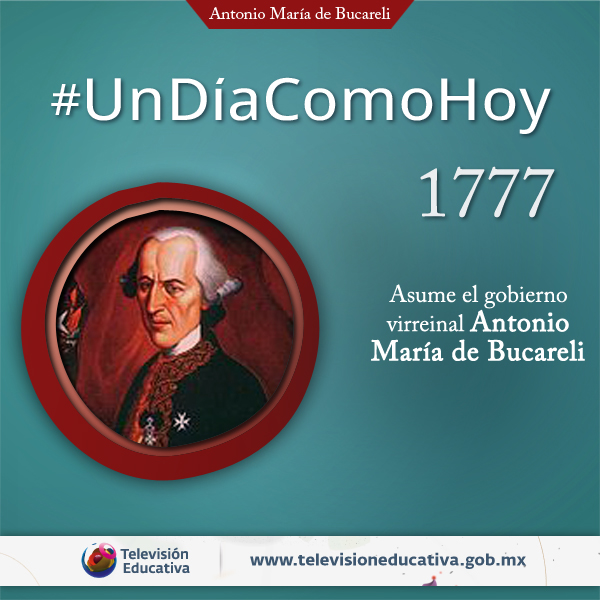 Antonio María de Bucareli
#UnDíaComoHoy
1777
Asume el gobierno
virreinal Antonio
María de Bucareli
Televisión
Educativa
www.televisioneducativa.gob.mx